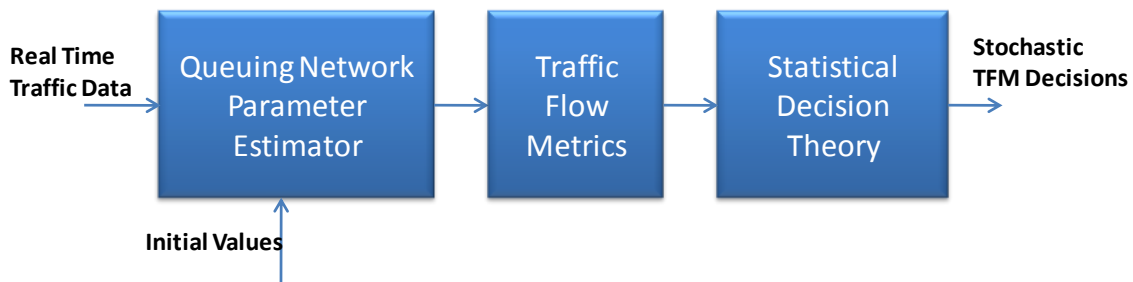 Real Time
Traffic Data
Queuing Network
Parameter
Estimator
Traffic
Flow
Metrics
Statistical
Decision
Theory
Stochastic
TFM Decisions
Initial Values